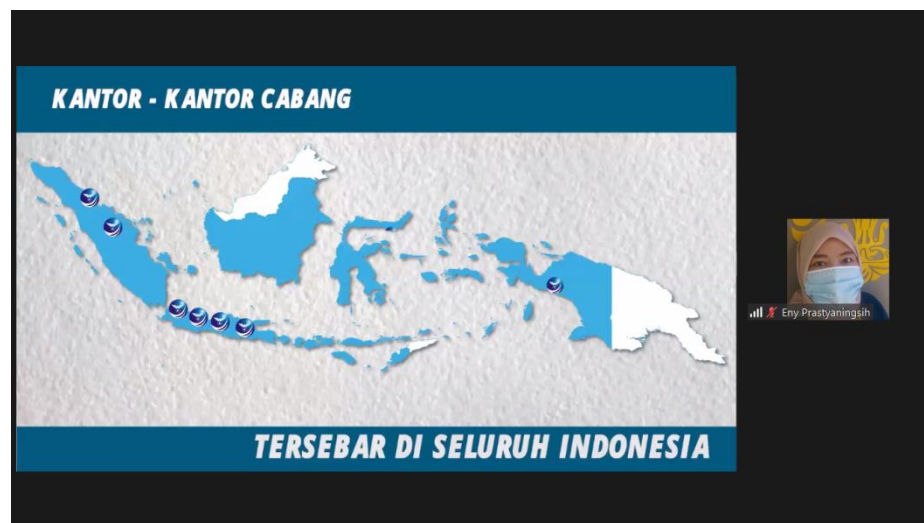 KANTOR - KANTOR CABANG
TERSEBAR DI SELURUH INDONESIA
Eny Prastyaningsih